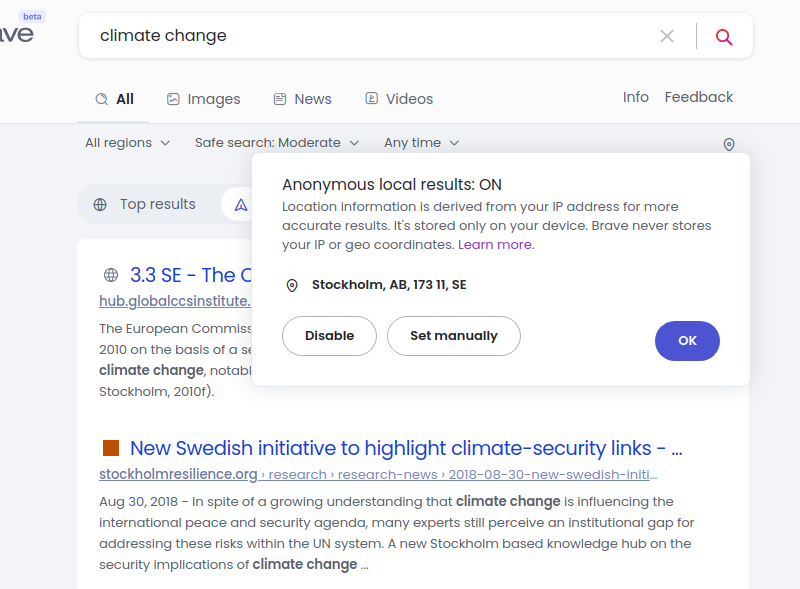 beta
ave
climate change
All
Images
News
Videos
Info
Feedback
All regions
Safe search: Moderate
Any time
Top results
Anonymous local results: ON
Location information is derived from your IP address for more
accurate results. It's stored only on your device. Brave never stores
your IP or geo coordinates. Learn more.
Stockholm, AB, 173 11, SE
Disable
Set manually
OK
3.3 SE - The C
hub.globalccsinstitute.
The European Commiss
2010 on the basis of a se
climate change, notabl
Stockholm, 2010f).
New Swedish initiative to highlight climate-security links - ...
stockholmresilience.org › research › research-news › 2018-08-30-new-swedish-initi...
Aug 30, 2018 - In spite of a growing understanding that climate change is influencing the
international peace and security agenda, many experts still perceive an institutional gap for
addressing these risks within the UN system. A new Stockholm based knowledge hub on the
security implications of climate change ...